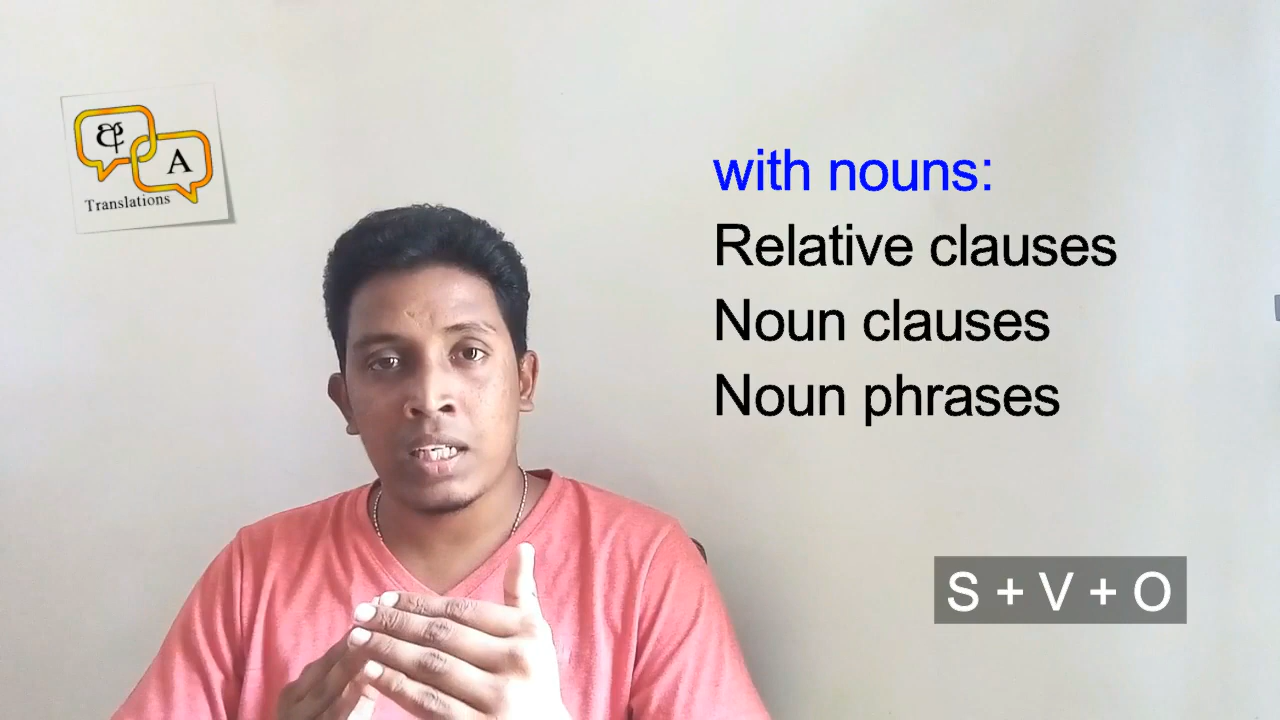 අ
A
Translations
with nouns:
Relative clauses
Noun clauses
Noun phrases
S + V + O